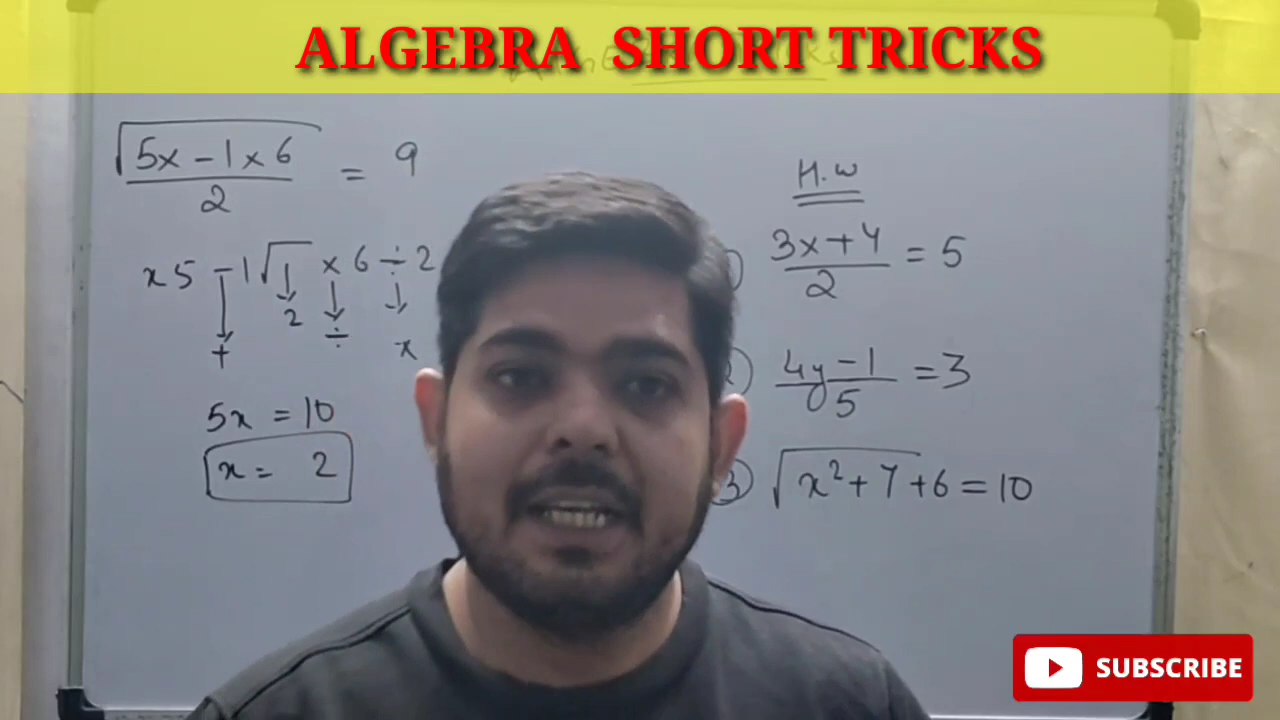 ALGEBRA SHORT TRICKS
√(5x - 1 × 6) / 2 = 9
x 5 - 1 √ × 6 ÷ 2
↓ ↓ ↓ ↓
+ 2 ÷ x
5x = 10
x = 2
H.W
(3x + 4) / 2 = 5
(4y - 1) / 5 = 3
3) √(x² + 7) + 6 = 10
SUBSCRIBE